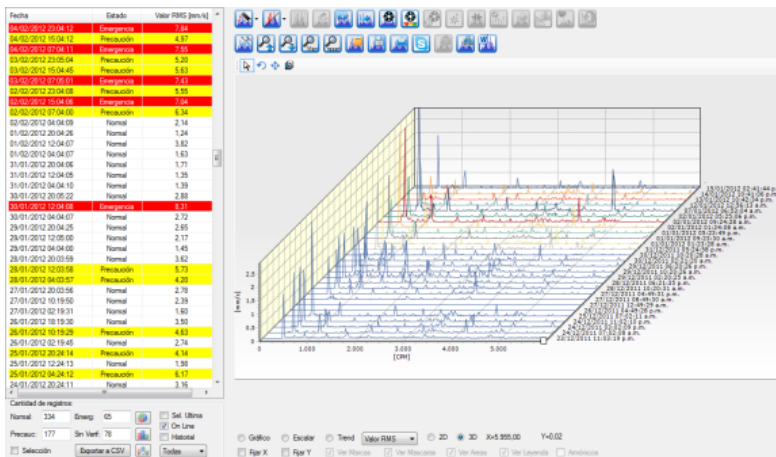 Fecha Estado Valor RMS [mm/s]
04/02/2012 23:04:12 Emergencia 7,84
04/02/2012 15:04:12 Precaución 4,97
04/02/2012 07:04:11 Emergencia 7,55
03/02/2012 23:05:04 Precaución 5,20
03/02/2012 15:04:45 Precaución 5,63
03/02/2012 07:05:01 Emergencia 7,43
02/02/2012 23:04:08 Precaución 5,55
02/02/2012 15:04:06 Emergencia 7,04
02/02/2012 07:04:00 Precaución 6,34
02/02/2012 04:04:09 Normal 2,14
01/02/2012 20:04:26 Normal 1,24
01/02/2012 12:04:07 Normal 3,82
01/02/2012 04:04:07 Normal 1,63
31/01/2012 20:04:06 Normal 1,71
31/01/2012 12:04:05 Normal 1,35
31/01/2012 04:04:10 Normal 1,39
30/01/2012 20:05:22 Normal 2,88
30/01/2012 12:04:08 Emergencia 8,31
30/01/2012 04:04:07 Normal 2,72
29/01/2012 20:04:25 Normal 2,65
29/01/2012 12:05:00 Normal 2,17
29/01/2012 04:04:00 Normal 1,45
28/01/2012 20:03:59 Normal 3,62
28/01/2012 12:03:58 Precaución 5,73
28/01/2012 04:03:57 Precaución 4,20
27/01/2012 20:03:56 Normal 2,78
27/01/2012 10:19:50 Normal 2,39
27/01/2012 02:19:31 Normal 1,60
26/01/2012 18:19:30 Normal 3,50
26/01/2012 10:19:50 Precaución 4,63
26/01/2012 02:19:45 Normal 2,74
25/01/2012 20:24:14 Precaución 4,14
25/01/2012 12:24:13 Normal 1,98
25/01/2012 04:24:12 Precaución 6,17
24/01/2012 20:24:11 Normal 3,16
Cantidad de registros:
Normal: 334 Emerg: 65 Sel. Ultima
On Line
Precauc: 177 Sin Verif: 78 Historial
Selección Exportar a CSV Todas
[mm/s]
2.5
2
1.5
1
0.5
0
0 1.000 2.000 3.000 4.000 5.000
[CPM]
Gráfico Escalar Trend Valor RMS 2D 3D X=5.955,00 Y=0,02
Fijar X Fijar Y Ver Marcas Ver Mascaras Ver Areas Ver Leyenda Armónicos